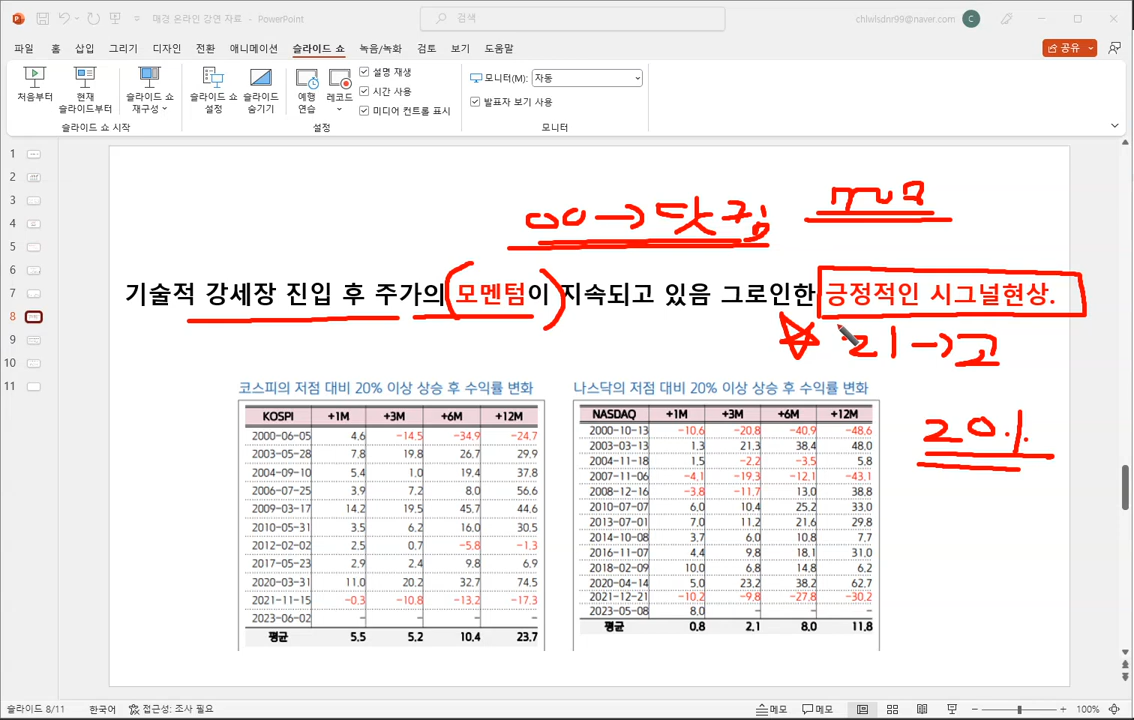 매경 온라인 강연 자료 - PowerPoint
검색
chlwlsdnr99@naver.com
C
파일 홈 삽입 그리기 디자인 전환 애니메이션 슬라이드 쇼 녹음/녹화 검토 보기 도움말
공유
처음부터
현재 슬라이드부터
슬라이드 쇼 재구성
슬라이드 쇼 설정
슬라이드 숨기기
예행 연습
레코드
설명 재생
시간 사용
미디어 컨트롤 표시
모니터(M): 자동
발표자 보기 사용
슬라이드 쇼 시작
설정
모니터
1
2
3
4
5
6
7
8
9
10
11
기술적 강세장 진입 후 주가의 모멘텀이 지속되고 있음 그로인한 긍정적인 시그널현상.
21 → 고
20%
코스피의 저점 대비 20% 이상 상승 후 수익률 변화
KOSPI +1M +3M +6M +12M
2000-06-05 4.6 -14.5 -34.9 -24.7
2003-05-28 7.8 19.8 26.7 29.9
2004-09-10 5.4 1.0 19.4 37.8
2006-07-25 3.9 7.2 8.0 56.6
2009-03-17 14.2 19.5 45.7 44.6
2010-05-31 3.5 6.2 16.0 30.5
2012-02-02 2.5 0.7 -5.8 -1.3
2017-05-23 2.9 2.4 9.8 6.9
2020-03-31 11.0 20.2 32.7 74.5
2021-11-15 -0.3 -10.8 -13.2 -17.3
2023-06-02 - - - -
평균 5.5 5.2 10.4 23.7
나스닥의 저점 대비 20% 이상 상승 후 수익률 변화
NASDAQ +1M +3M +6M +12M
2000-10-13 -10.6 -20.8 -40.9 -48.6
2003-03-13 1.3 21.3 38.4 48.0
2004-11-18 1.5 -2.2 -3.5 5.8
2007-11-06 -4.1 -19.3 -12.1 -43.1
2008-12-16 -3.8 -11.7 13.0 38.8
2010-07-07 6.0 10.4 25.2 33.0
2013-07-01 7.0 11.2 21.6 29.8
2014-10-08 3.7 6.0 10.8 7.7
2016-11-07 4.4 9.8 18.1 31.0
2018-02-09 10.0 6.8 14.8 6.2
2020-04-14 5.0 23.2 38.2 62.7
2021-12-21 -10.2 -9.8 -27.8 -30.2
2023-05-08 8.0 - - -
평균 0.8 2.1 8.0 11.8
슬라이드 8/11 한국어 접근성: 조사 필요 메모 메모 100%